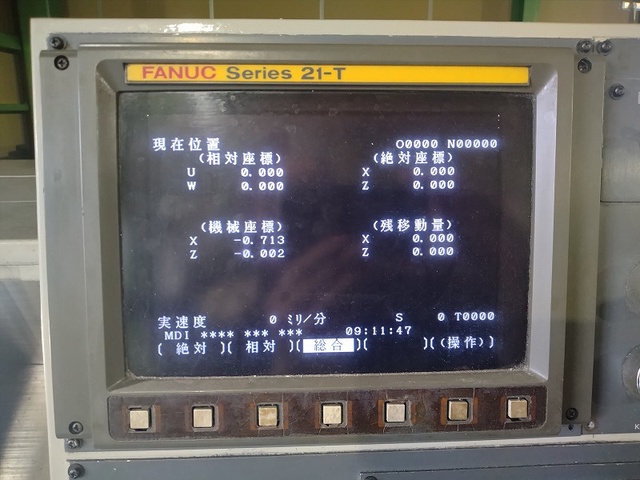 FANUC Series 21-T
現在位置 O0000 N00000
(相対座標) (絶対座標)
U 0.000 X 0.000
W 0.000 Z 0.000
(機械座標) (残移動量)
X -0.713 X 0.000
Z -0.002 Z 0.000
実速度 0 ミリ/分 S 0 T0000
MDI **** *** *** 09:11:47
[ 絶対 ][ 相対 ][ 総合 ][ ][(操作)]